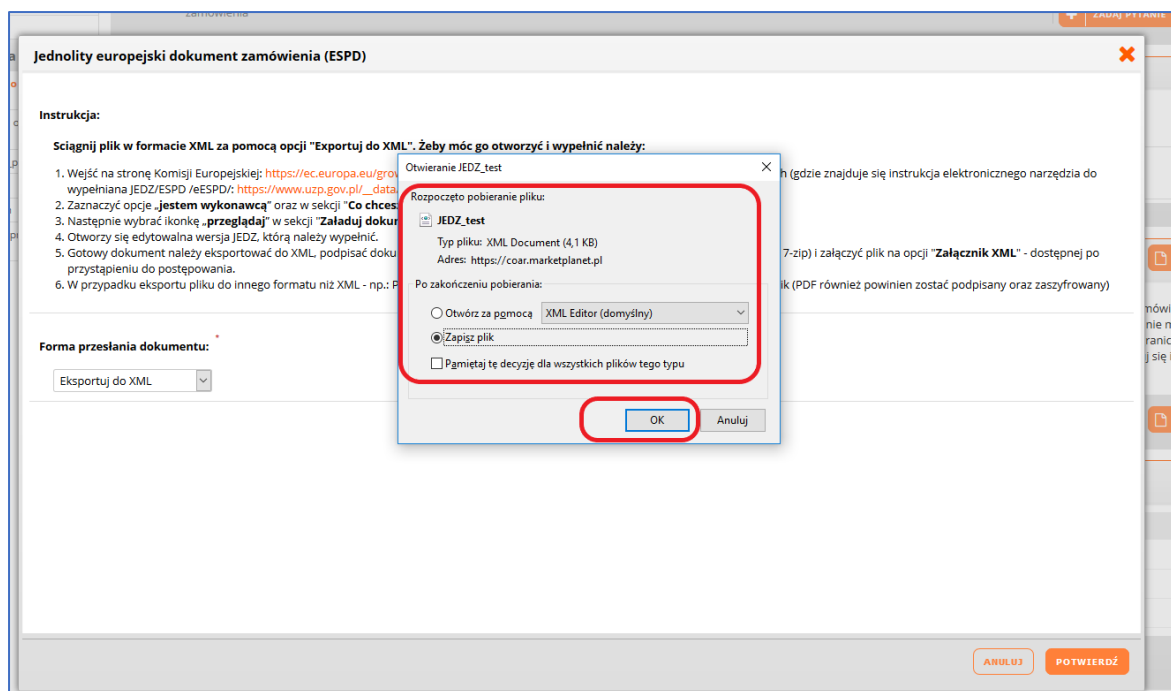 zamówienia
ZADAJ PYTANIE
Jednolity europejski dokument zamówienia (ESPD)
Instrukcja:
Sciągnij plik w formacie XML za pomocą opcji "Exportuj do XML". Żeby móc go otworzyć i wypełnić należy:
1. Wejść na stronę Komisji Europejskiej: https://ec.europa.eu/grow h (gdzie znajduje się instrukcja elektronicznego narzędzia do
wypełniana JEDZ/ESPD /eESPD/: https://www.uzp.gov.pl/__data/
2. Zaznaczyć opcje „jestem wykonawcą" oraz w sekcji "Co chces
3. Następnie wybrać ikonkę „przeglądaj" w sekcji "Załaduj dokur
4. Otworzy się edytowalna wersja JEDZ, którą należy wypełnić.
5. Gotowy dokument należy eksportować do XML, podpisać doku 7-zip) i załączyć plik na opcji "Załącznik XML" - dostępnej po
przystąpieniu do postępowania.
6. W przypadku eksportu pliku do innego formatu niż XML - np.: P ik (PDF również powinien zostać podpisany oraz zaszyfrowany)
Forma przesłania dokumentu: *
Eksportuj do XML
Otwieranie JEDZ_test
Rozpoczęto pobieranie pliku:
JEDZ_test
Typ pliku: XML Document (4,1 KB)
Adres: https://coar.marketplanet.pl
Po zakończeniu pobierania:
Otwórz za pomocą XML Editor (domyślny)
Zapisz plik
Pamiętaj tę decyzję dla wszystkich plików tego typu
OK Anuluj
mówi
nie m
ranic
j się i
ANULUJ POTWIERDŹ